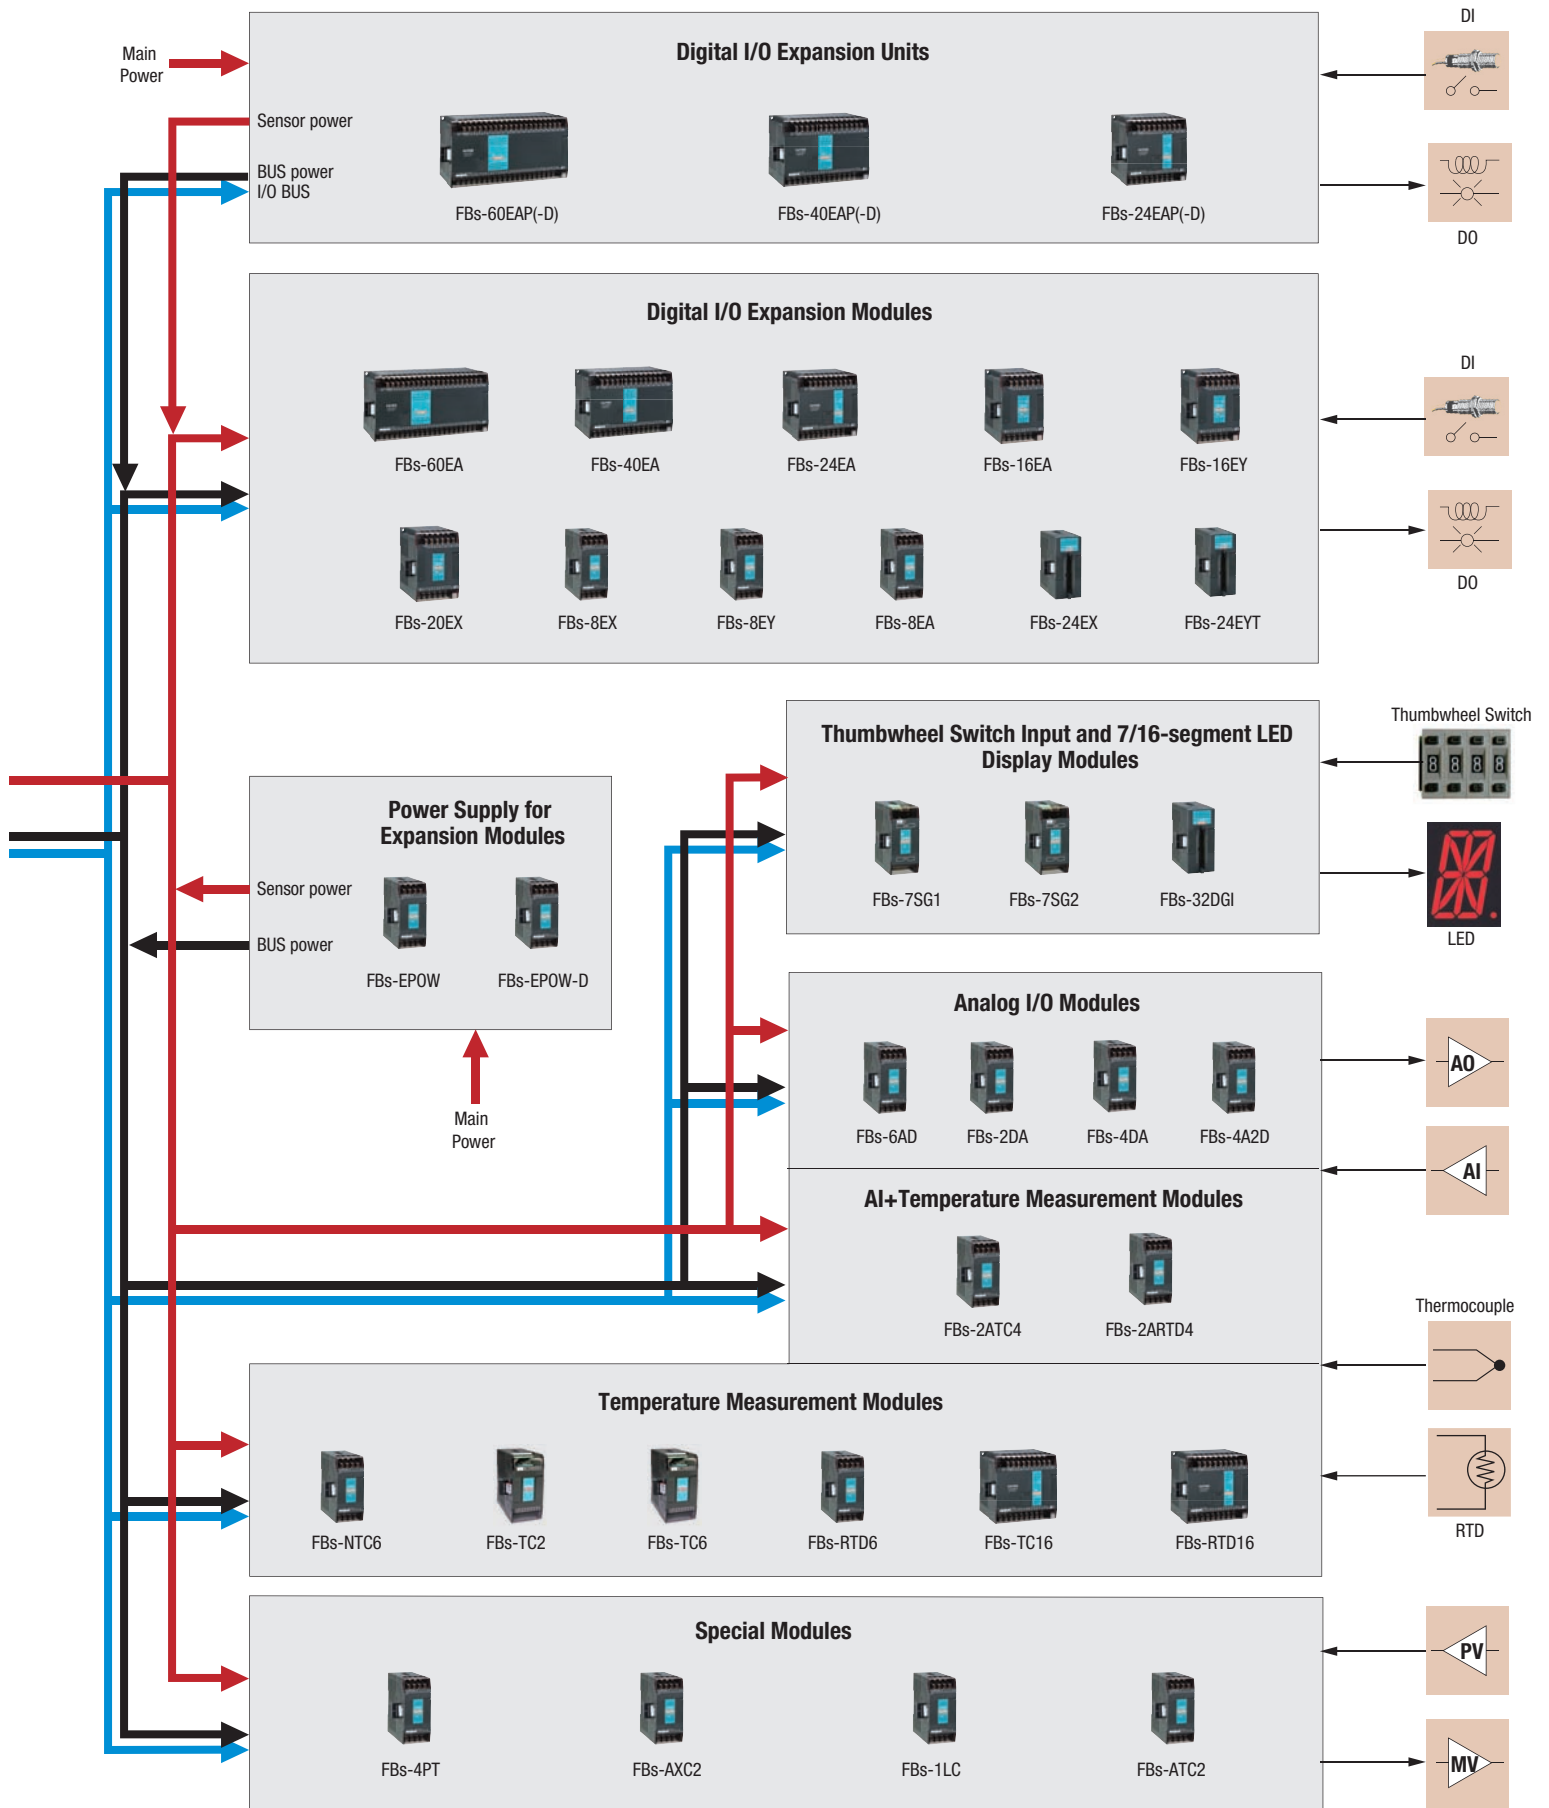 DI
Main
Power
Digital I/O Expansion Units
Sensor power
BUS power
I/O BUS
FBs-60EAP(-D)
FBs-40EAP(-D)
FBs-24EAP(-D)
DO
Digital I/O Expansion Modules
DI
FBs-60EA
FBs-40EA
FBs-24EA
FBs-16EA
FBs-16EY
FBs-20EX
FBs-8EX
FBs-8EY
FBs-8EA
FBs-24EX
FBs-24EYT
DO
Thumbwheel Switch Input and 7/16-segment LED
Display Modules
Thumbwheel Switch
FBs-7SG1
FBs-7SG2
FBs-32DGI
LED
Power Supply for
Expansion Modules
Sensor power
BUS power
FBs-EPOW
FBs-EPOW-D
Main
Power
Analog I/O Modules
FBs-6AD
FBs-2DA
FBs-4DA
FBs-4A2D
AO
AI
AI+Temperature Measurement Modules
FBs-2ATC4
FBs-2ARTD4
Thermocouple
Temperature Measurement Modules
FBs-NTC6
FBs-TC2
FBs-TC6
FBs-RTD6
FBs-TC16
FBs-RTD16
RTD
Special Modules
FBs-4PT
FBs-AXC2
FBs-1LC
FBs-ATC2
PV
MV